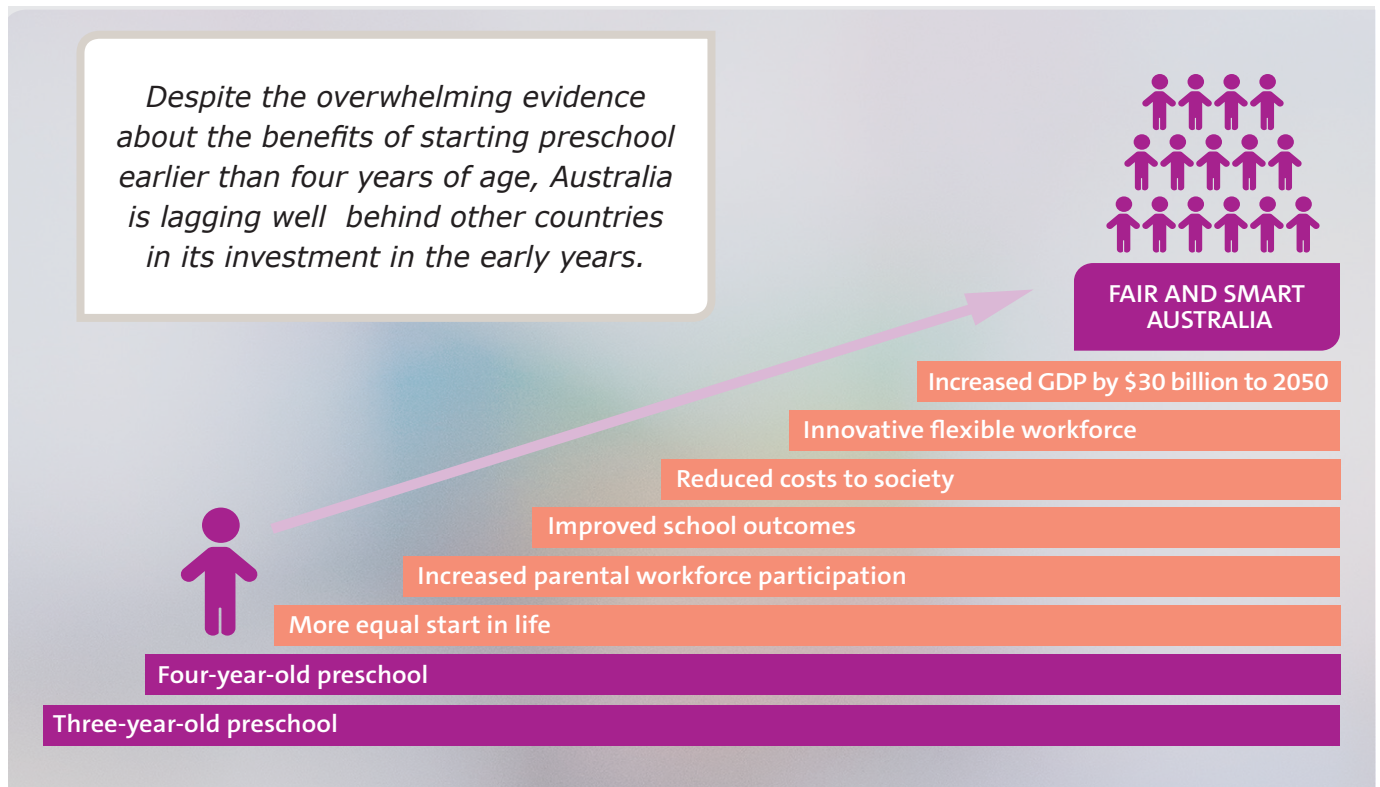 Despite the overwhelming evidence
about the benefits of starting preschool
earlier than four years of age, Australia
is lagging well behind other countries
in its investment in the early years.
FAIR AND SMART
AUSTRALIA
Increased GDP by $30 billion to 2050
Innovative flexible workforce
Reduced costs to society
Improved school outcomes
Increased parental workforce participation
More equal start in life
Four-year-old preschool
Three-year-old preschool